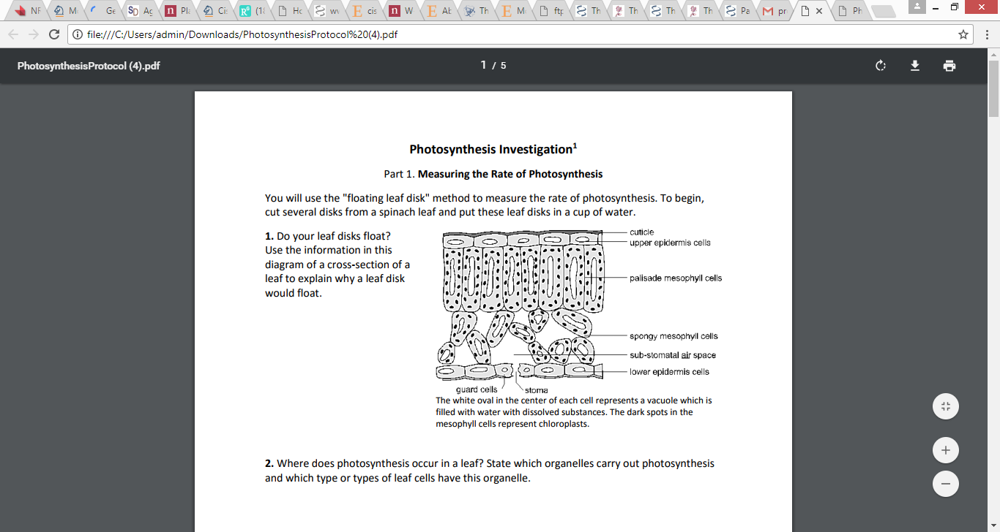 NF
M
Ge
SD Ac
n Pl
Ci
R (1
Ho
w
E cis
n W
E Al
Th
E M
ftp
Th
Th
Th
Th
Pa
pr
Ph
file:///C:/Users/admin/Downloads/PhotosynthesisProtocol%20(4).pdf
PhotosynthesisProtocol (4).pdf
1 / 5
Photosynthesis Investigation1
Part 1. Measuring the Rate of Photosynthesis
You will use the "floating leaf disk" method to measure the rate of photosynthesis. To begin,
cut several disks from a spinach leaf and put these leaf disks in a cup of water.
1. Do your leaf disks float?
Use the information in this
diagram of a cross-section of a
leaf to explain why a leaf disk
would float.
cuticle
upper epidermis cells
palisade mesophyll cells
spongy mesophyll cells
sub-stomatal air space
lower epidermis cells
guard cells
stoma
The white oval in the center of each cell represents a vacuole which is
filled with water with dissolved substances. The dark spots in the
mesophyll cells represent chloroplasts.
2. Where does photosynthesis occur in a leaf? State which organelles carry out photosynthesis
and which type or types of leaf cells have this organelle.